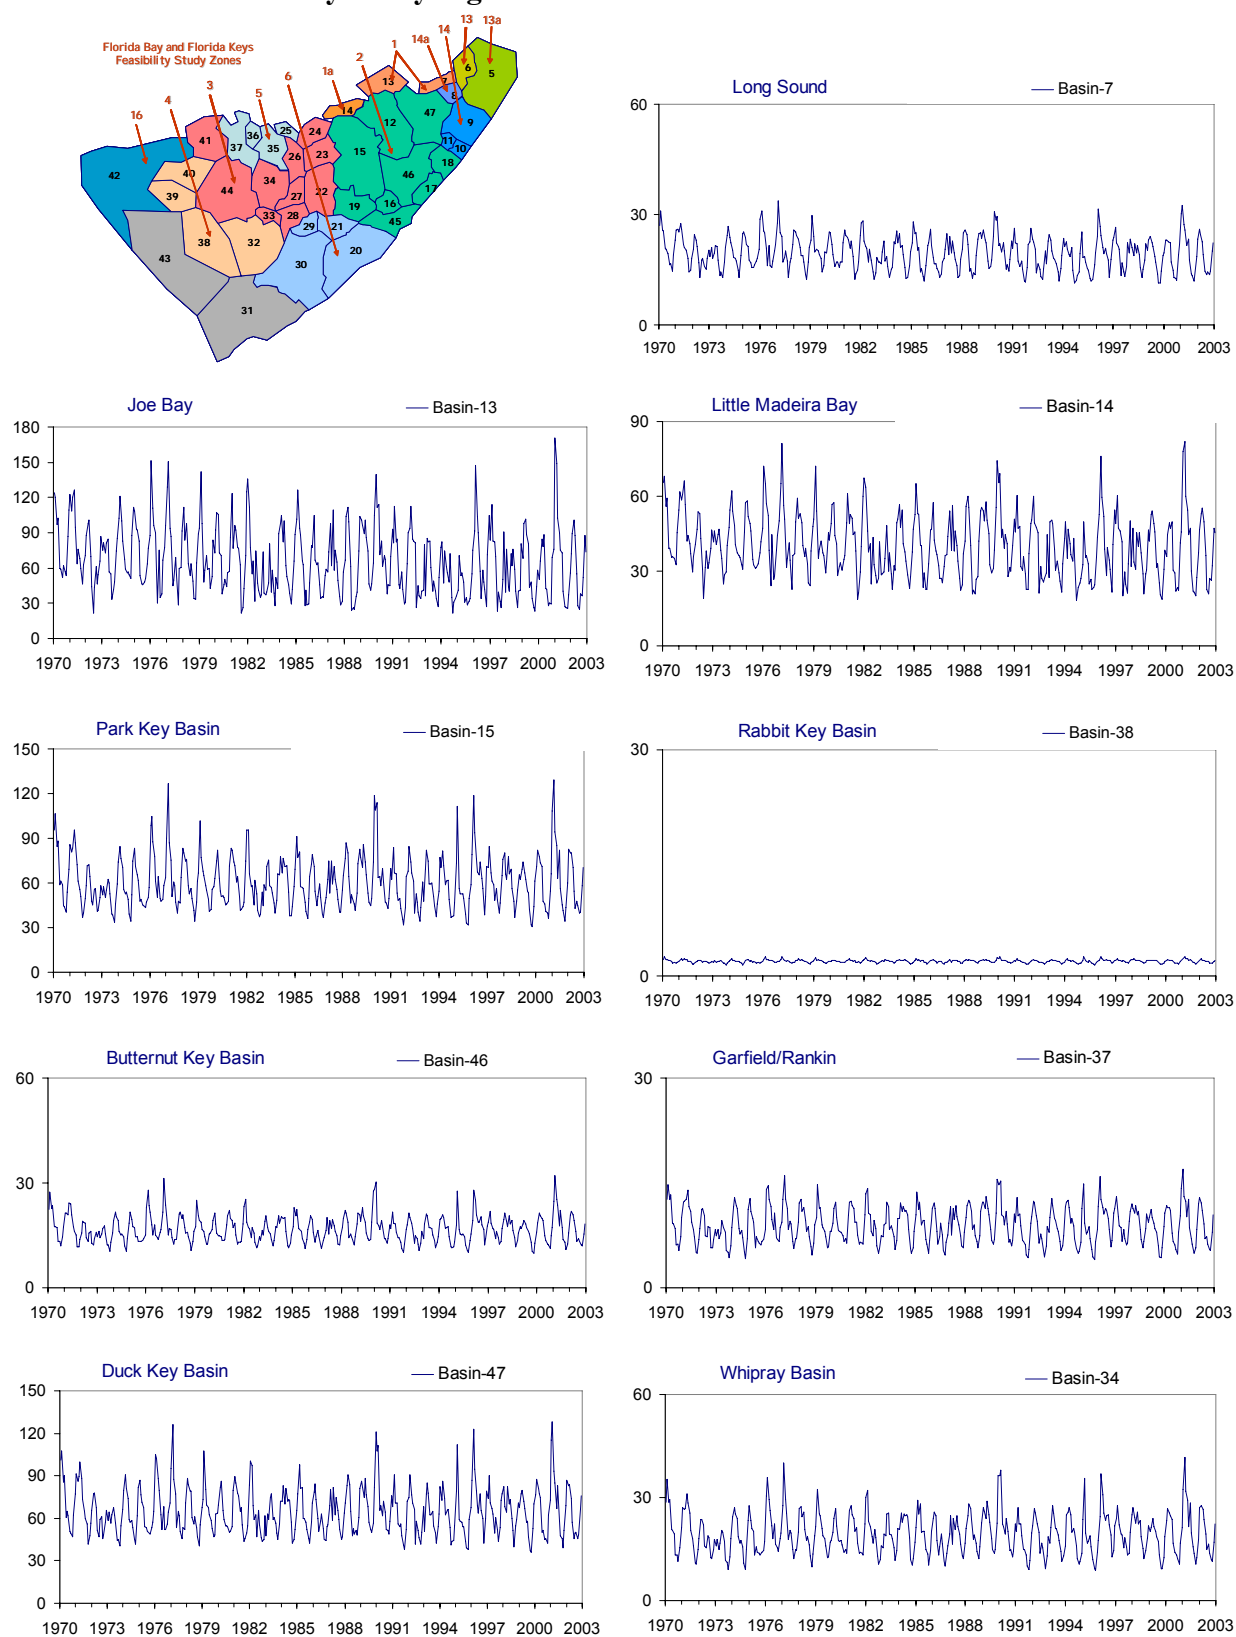 Florida Bay and Florida Keys
Feasibility Study Zones
16
4
3
5
6
1a
2
1
14a
14
13
13a
42
41
40
39
37
36
35
25
24
26
23
44
34
27
22
33
28
38
32
29
21
43
30
20
31
14
13
12
15
47
7
8
6
5
9
11
10
18
46
17
16
19
45
Long Sound
Basin-7
60
30
0
1970 1973 1976 1979 1982 1985 1988 1991 1994 1997 2000 2003
Joe Bay
Basin-13
180
150
120
90
60
30
0
1970 1973 1976 1979 1982 1985 1988 1991 1994 1997 2000 2003
Little Madeira Bay
Basin-14
90
60
30
0
1970 1973 1976 1979 1982 1985 1988 1991 1994 1997 2000 2003
Park Key Basin
Basin-15
150
120
90
60
30
0
1970 1973 1976 1979 1982 1985 1988 1991 1994 1997 2000 2003
Rabbit Key Basin
Basin-38
30
0
1970 1973 1976 1979 1982 1985 1988 1991 1994 1997 2000 2003
Butternut Key Basin
Basin-46
60
30
0
1970 1973 1976 1979 1982 1985 1988 1991 1994 1997 2000 2003
Garfield/Rankin
Basin-37
30
0
1970 1973 1976 1979 1982 1985 1988 1991 1994 1997 2000 2003
Duck Key Basin
Basin-47
150
120
90
60
30
0
1970 1973 1976 1979 1982 1985 1988 1991 1994 1997 2000 2003
Whipray Basin
Basin-34
60
30
0
1970 1973 1976 1979 1982 1985 1988 1991 1994 1997 2000 2003